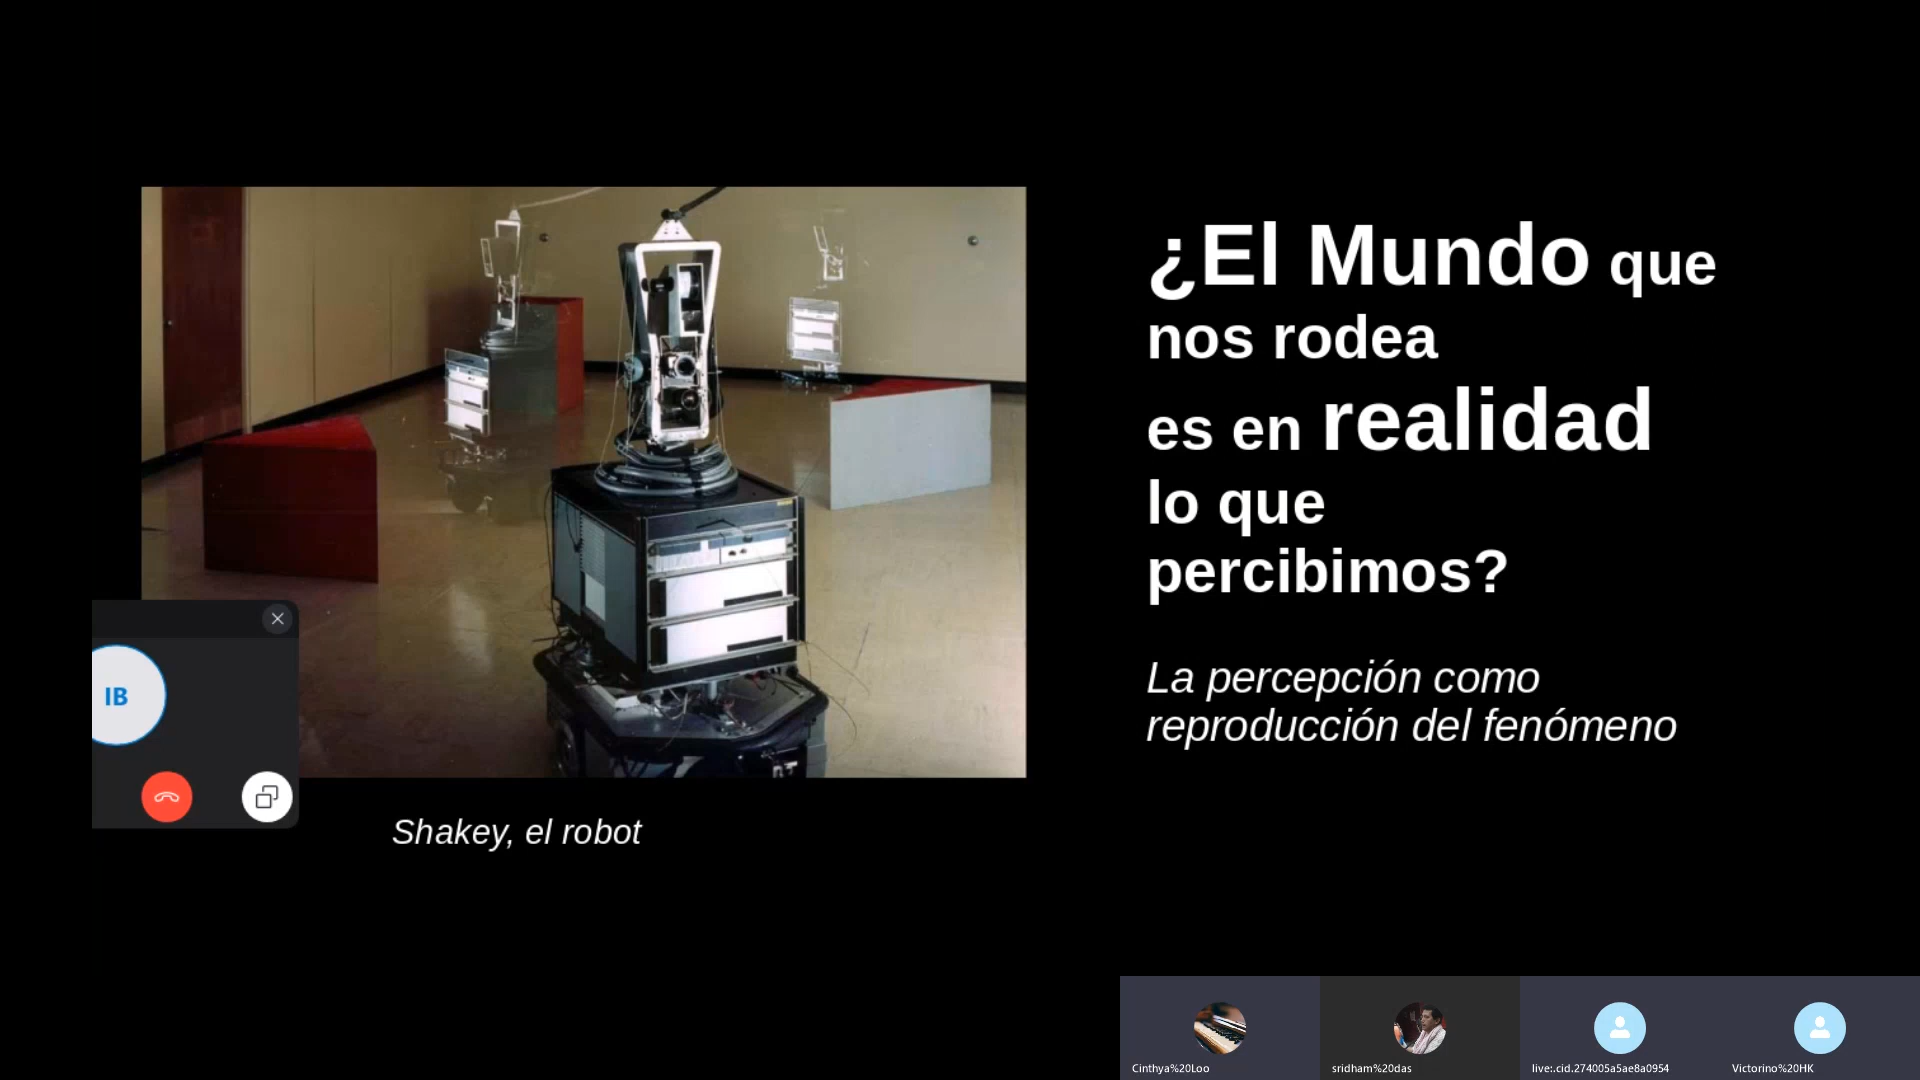 ¿El Mundo que
nos rodea
es en realidad
lo que
percibimos?
La percepción como
reproducción del fenómeno
IB
Shakey, el robot
Cinthya%20Loo
sridham%20das
live:.cid.274005a5ae8a0954
Victorino%20HK